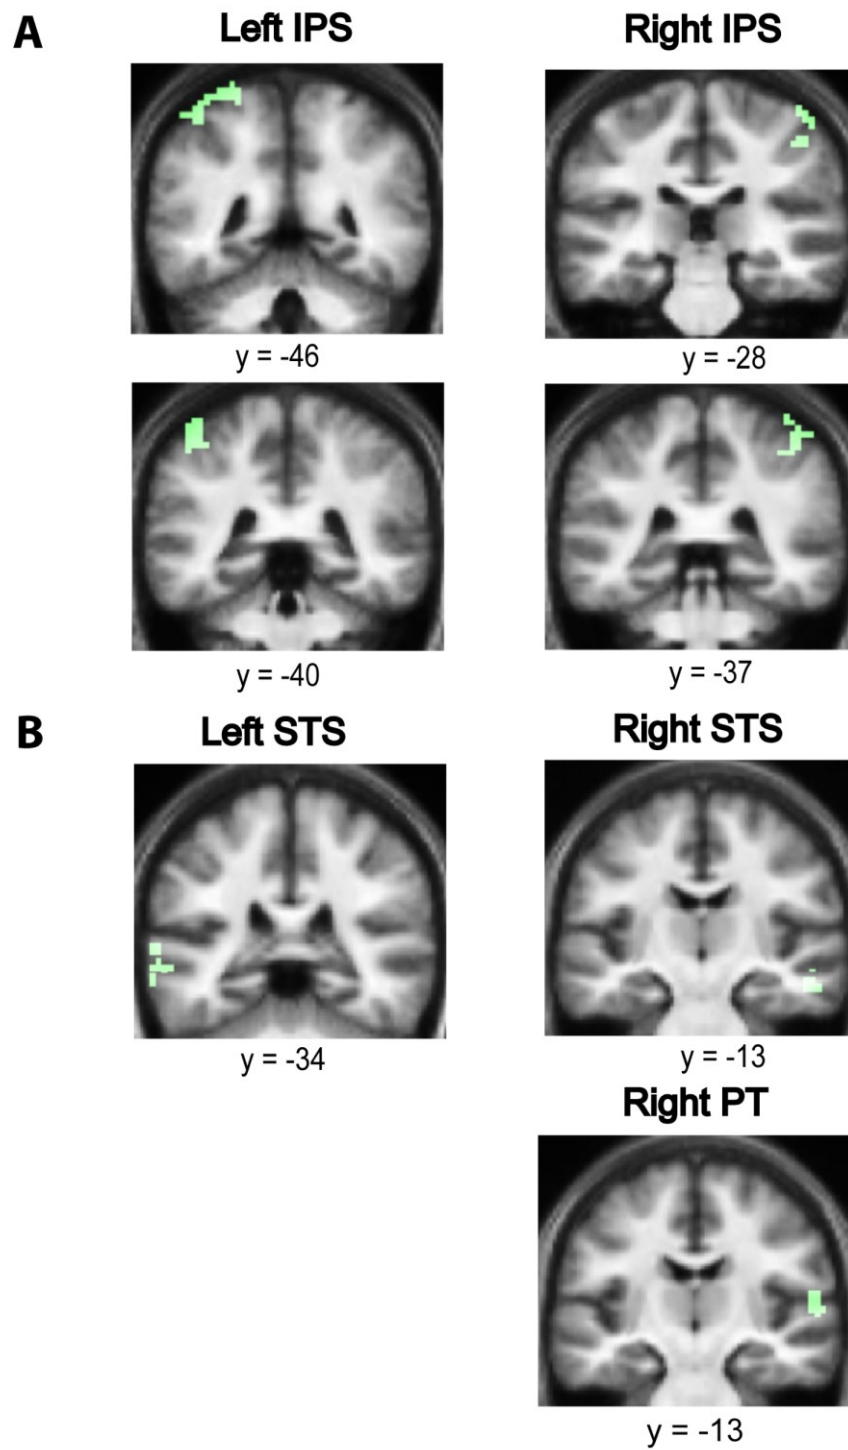 A
Left IPS
Right IPS
y = -46
y = -28
y = -40
y = -37
B
Left STS
Right STS
y = -34
y = -13
Right PT
y = -13